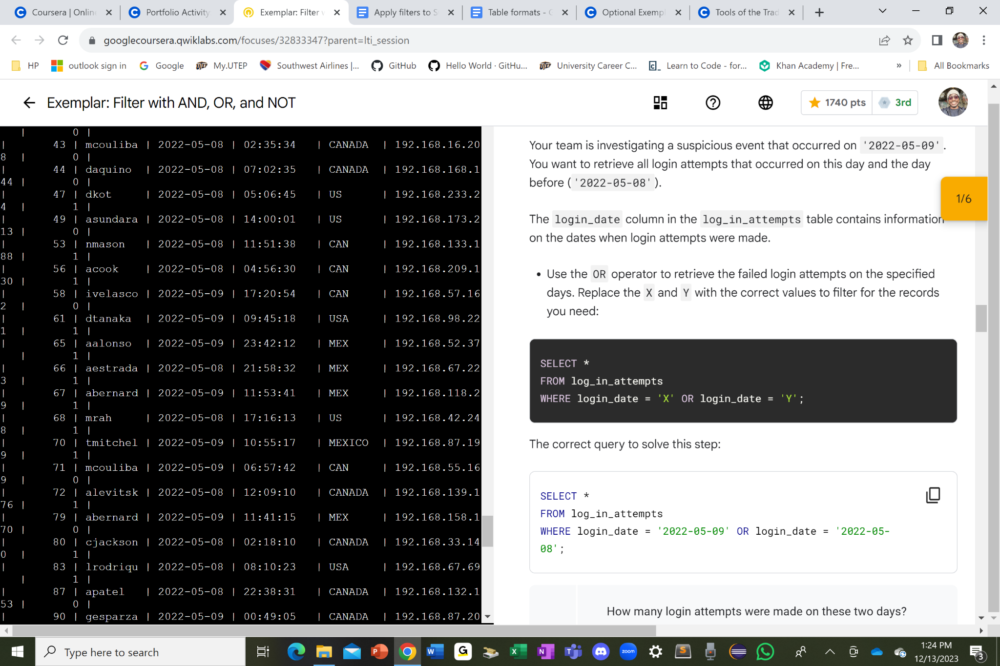 Coursera | Online
Portfolio Activity
Exemplar: Filter w
Apply filters to S
Table formats - G
Optional Exempl
Tools of the Trad
googlecoursera.qwiklabs.com/focuses/32833347?parent=lti_session
HP
outlook sign in
Google
My.UTEP
Southwest Airlines |...
GitHub
Hello World · GitHu...
University Career C...
Learn to Code - for...
Khan Academy | Fre...
»
All Bookmarks
Exemplar: Filter with AND, OR, and NOT
1740 pts
3rd
| 0 |
| 43 | mcouliba | 2022-05-08 | 02:35:34 | CANADA | 192.168.16.20
8 | 0 |
| 44 | daquino | 2022-05-08 | 07:02:35 | CANADA | 192.168.168.1
44 | 0 |
| 47 | dkot | 2022-05-08 | 05:06:45 | US | 192.168.233.2
4 | 1 |
| 49 | asundara | 2022-05-08 | 14:00:01 | US | 192.168.173.2
13 | 0 |
| 53 | nmason | 2022-05-08 | 11:51:38 | CAN | 192.168.133.1
88 | 1 |
| 56 | acook | 2022-05-08 | 04:56:30 | CAN | 192.168.209.1
30 | 1 |
| 58 | ivelasco | 2022-05-09 | 17:20:54 | CAN | 192.168.57.16
2 | 0 |
| 61 | dtanaka | 2022-05-09 | 09:45:18 | USA | 192.168.98.22
1 | 1 |
| 65 | aalonso | 2022-05-09 | 23:42:12 | MEX | 192.168.52.37
| 1 |
| 66 | aestrada | 2022-05-08 | 21:58:32 | MEX | 192.168.67.22
3 | 1 |
| 67 | abernard | 2022-05-09 | 11:53:41 | MEX | 192.168.118.2
9 | 1 |
| 68 | mrah | 2022-05-08 | 17:16:13 | US | 192.168.42.24
8 | 1 |
| 70 | tmitchel | 2022-05-09 | 10:55:17 | MEXICO | 192.168.87.19
9 | 1 |
| 71 | mcouliba | 2022-05-09 | 06:57:42 | CAN | 192.168.55.16
9 | 0 |
| 72 | alevitsk | 2022-05-08 | 12:09:10 | CANADA | 192.168.139.1
76 | 1 |
| 79 | abernard | 2022-05-09 | 11:41:15 | MEX | 192.168.158.1
70 | 0 |
| 80 | cjackson | 2022-05-08 | 02:18:10 | CANADA | 192.168.33.14
0 | 1 |
| 83 | lrodriqu | 2022-05-08 | 08:10:23 | USA | 192.168.67.69
| 1 |
| 87 | apatel | 2022-05-08 | 22:38:31 | CANADA | 192.168.132.1
53 | 0 |
| 90 | gesparza | 2022-05-09 | 00:49:05 | CANADA | 192.168.87.20
Your team is investigating a suspicious event that occurred on '2022-05-09'.
You want to retrieve all login attempts that occurred on this day and the day
before ('2022-05-08').
1/6
The login_date column in the log_in_attempts table contains information
on the dates when login attempts were made.
• Use the OR operator to retrieve the failed login attempts on the specified
days. Replace the X and Y with the correct values to filter for the records
you need:
SELECT *
FROM log_in_attempts
WHERE login_date = 'X' OR login_date = 'Y';
The correct query to solve this step:
SELECT *
FROM log_in_attempts
WHERE login_date = '2022-05-09' OR login_date = '2022-05-
08';
How many login attempts were made on these two days?
Type here to search
zoom
1:24 PM
12/13/2023
3